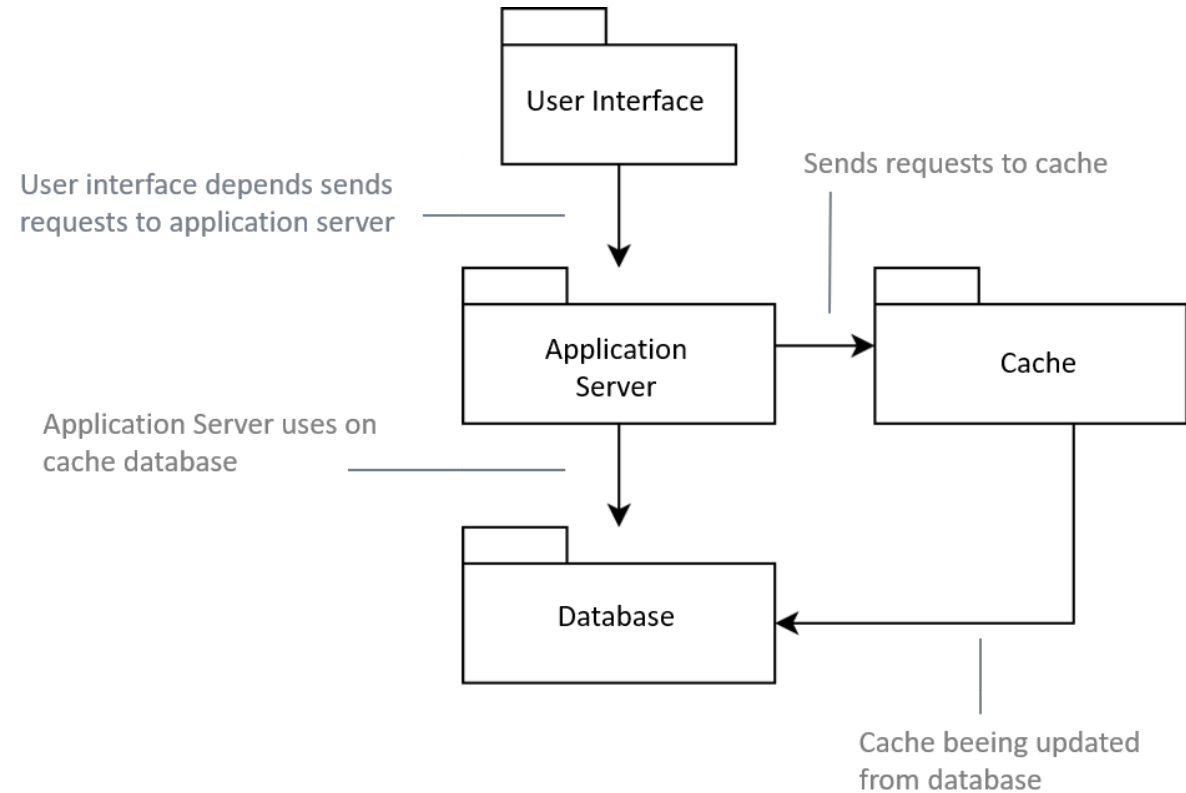 User Interface
Sends requests to cache
User interface depends sends
requests to application server
Application
Server
Cache
Application Server uses on
cache database
Database
Cache beeing updated
from database